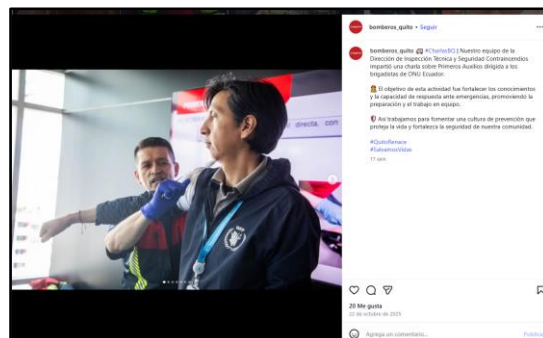 bomberos_quito • Seguir
bomberos_quito #CharlasBQ | Nuestro equipo de la
Dirección de Inspección Técnica y Seguridad Contraincendios
impartió una charla sobre Primeros Auxilios dirigida a los
brigadistas de ONU Ecuador.
El objetivo de esta actividad fue fortalecer los conocimientos
y la capacidad de respuesta ante emergencias, promoviendo la
preparación y el trabajo en equipo.
Así trabajamos para fomentar una cultura de prevención que
proteja la vida y fortalezca la seguridad de nuestra comunidad.
#QuitoRenace
#SalvamosVidas
17 sem
directa, con
20 Me gusta
22 de octubre de 2025
Agrega un comentario...
Publicar